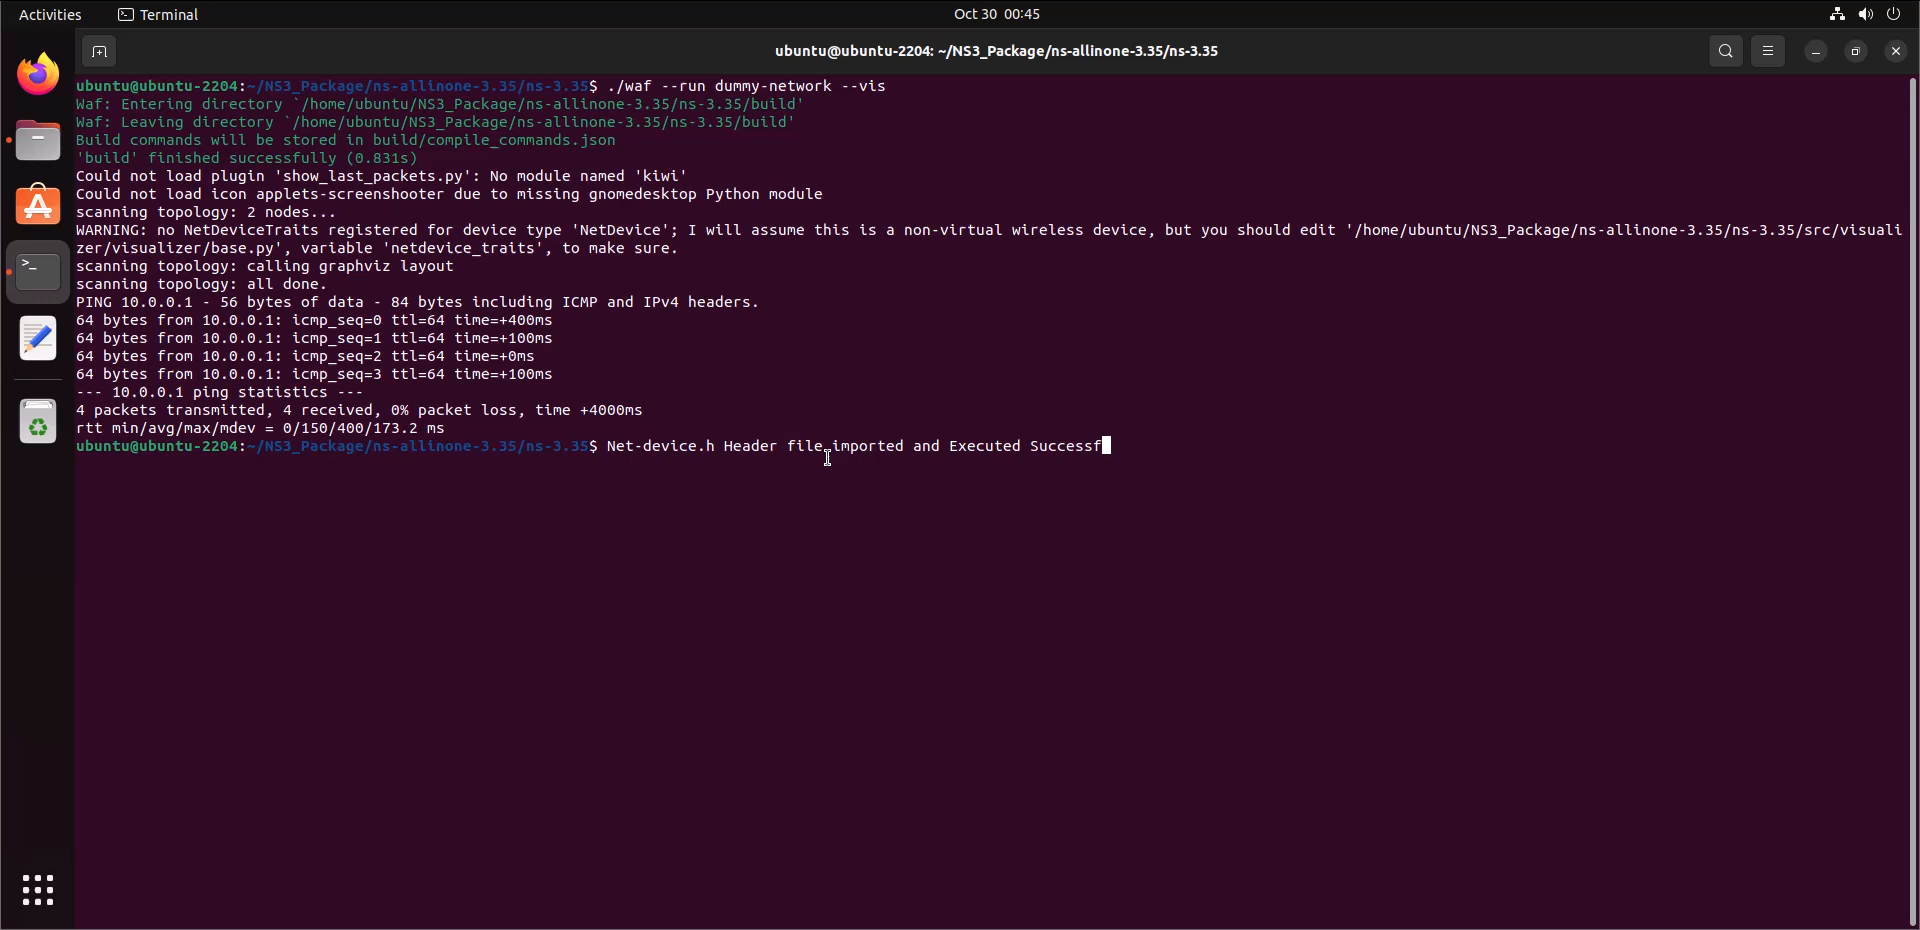 Activities
Terminal
Oct 30 00:45
ubuntu@ubuntu-2204: ~/NS3_Package/ns-allinone-3.35/ns-3.35
ubuntu@ubuntu-2204:~/NS3_Package/ns-allinone-3.35/ns-3.35$ ./waf --run dummy-network --vis
Waf: Entering directory `/home/ubuntu/NS3_Package/ns-allinone-3.35/ns-3.35/build'
Waf: Leaving directory `/home/ubuntu/NS3_Package/ns-allinone-3.35/ns-3.35/build'
Build commands will be stored in build/compile_commands.json
'build' finished successfully (0.831s)
Could not load plugin 'show_last_packets.py': No module named 'kiwi'
Could not load icon applets-screenshooter due to missing gnomedesktop Python module
scanning topology: 2 nodes...
WARNING: no NetDeviceTraits registered for device type 'NetDevice'; I will assume this is a non-virtual wireless device, but you should edit '/home/ubuntu/NS3_Package/ns-allinone-3.35/ns-3.35/src/visuali
zer/visualizer/base.py', variable 'netdevice_traits', to make sure.
scanning topology: calling graphviz layout
scanning topology: all done.
PING 10.0.0.1 - 56 bytes of data - 84 bytes including ICMP and IPv4 headers.
64 bytes from 10.0.0.1: icmp_seq=0 ttl=64 time=+400ms
64 bytes from 10.0.0.1: icmp_seq=1 ttl=64 time=+100ms
64 bytes from 10.0.0.1: icmp_seq=2 ttl=64 time=+0ms
64 bytes from 10.0.0.1: icmp_seq=3 ttl=64 time=+100ms
--- 10.0.0.1 ping statistics ---
4 packets transmitted, 4 received, 0% packet loss, time +4000ms
rtt min/avg/max/mdev = 0/150/400/173.2 ms
ubuntu@ubuntu-2204:~/NS3_Package/ns-allinone-3.35/ns-3.35$ Net-device.h Header file imported and Executed Successf